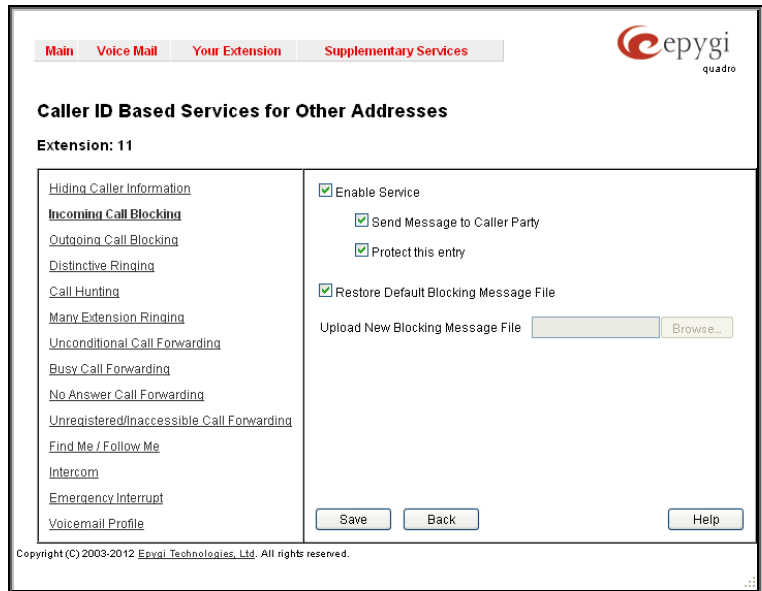 Main Voice Mail Your Extension Supplementary Services
epygi
quadro
Caller ID Based Services for Other Addresses
Extension: 11
Hiding Caller Information
Incoming Call Blocking
Outgoing Call Blocking
Distinctive Ringing
Call Hunting
Many Extension Ringing
Unconditional Call Forwarding
Busy Call Forwarding
No Answer Call Forwarding
Unregistered/Inaccessible Call Forwarding
Find Me / Follow Me
Intercom
Emergency Interrupt
Voicemail Profile
Enable Service
Send Message to Caller Party
Protect this entry
Restore Default Blocking Message File
Upload New Blocking Message File Browse...
Save Back Help
Copyright (C) 2003-2012 Epygi Technologies, Ltd. All rights reserved.